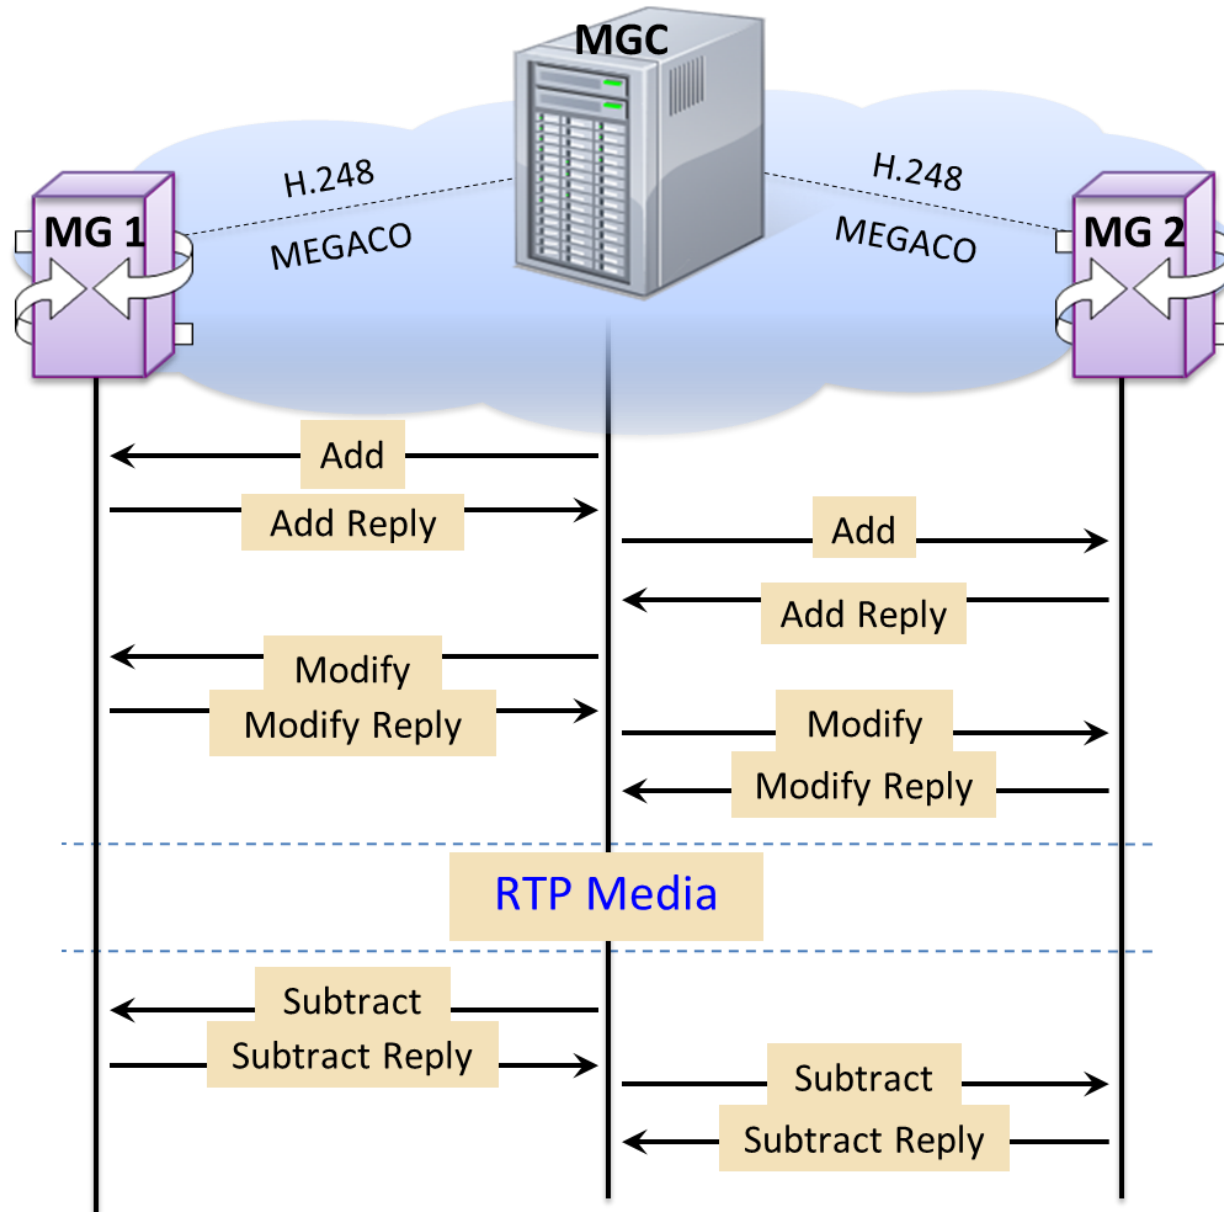 MGC
H.248
MEGACO
H.248
MEGACO
MG 1
MG 2
Add
Add Reply
Add
Add Reply
Modify
Modify Reply
Modify
Modify Reply
RTP Media
Subtract
Subtract Reply
Subtract
Subtract Reply